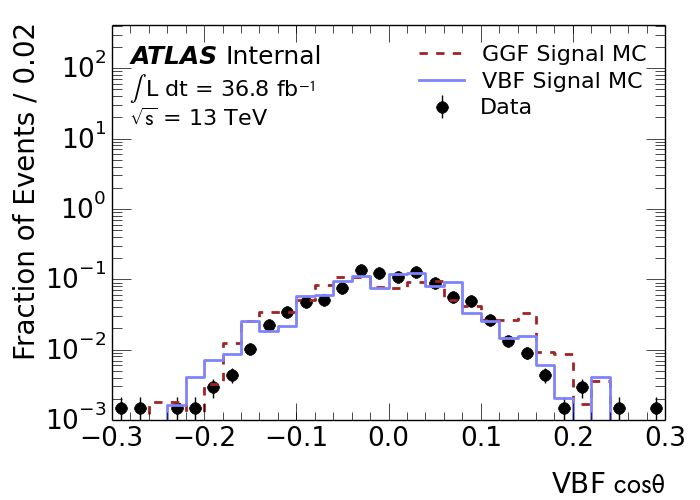 Fraction of Events / 0.02
ATLAS Internal
∫L dt = 36.8 fb⁻¹
√s = 13 TeV
GGF Signal MC
VBF Signal MC
Data
10²
10¹
10⁰
10⁻¹
10⁻²
10⁻³
−0.3 −0.2 −0.1 0.0 0.1 0.2 0.3
VBF cosθ